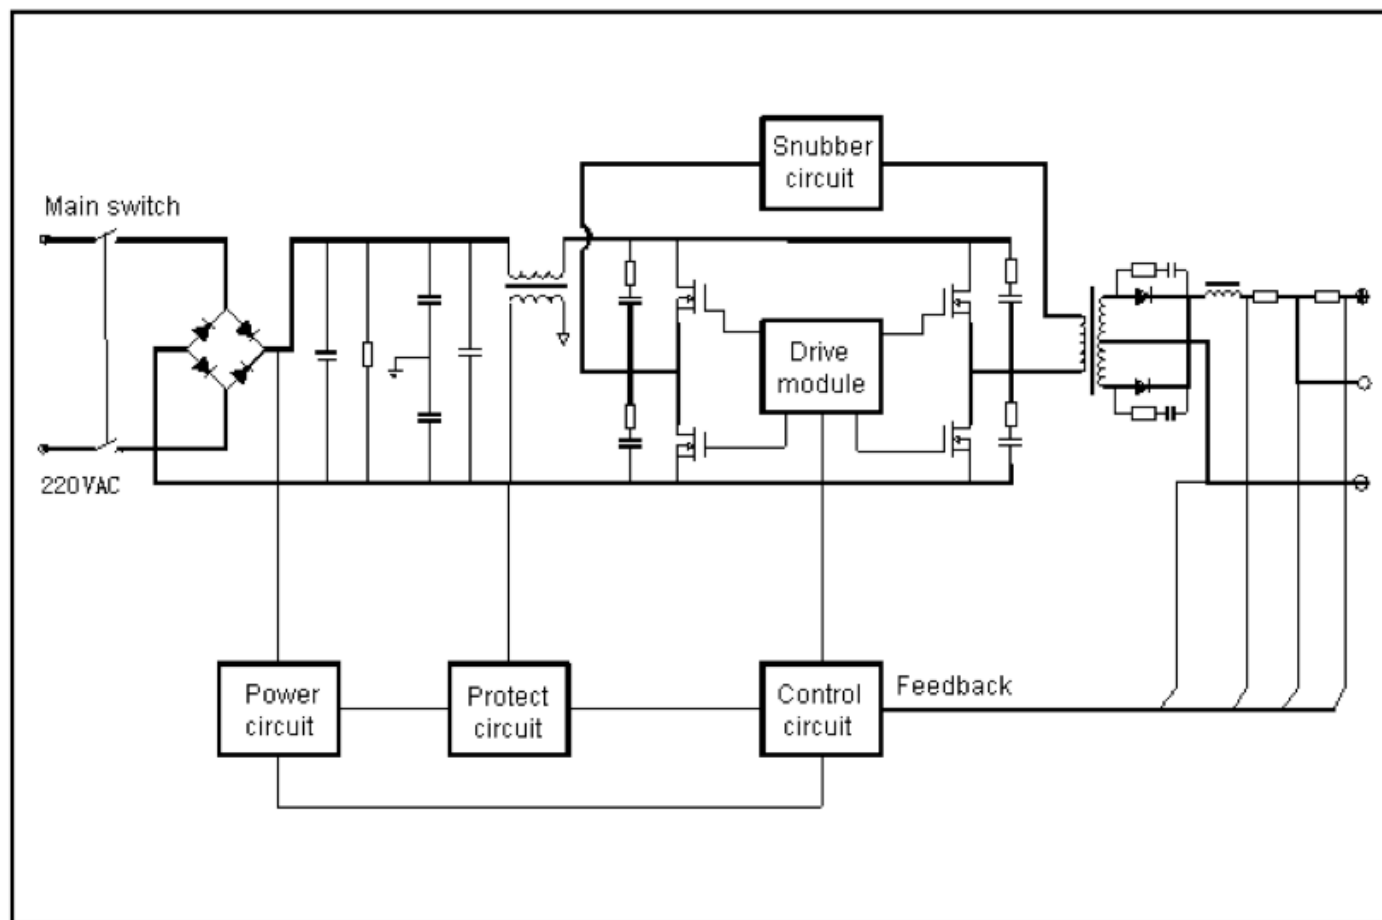 Snubber
circuit
Main switch
Drive
module
220VAC
Power
circuit
Protect
circuit
Control
circuit
Feedback